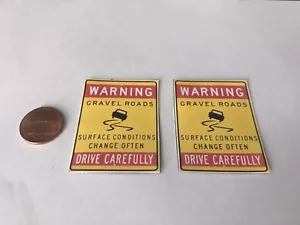 WARNING
GRAVEL ROADS
SURFACE CONDITIONS
CHANGE OFTEN
DRIVE CAREFULLY
WARNING
GRAVEL ROADS
SURFACE CONDITIONS
CHANGE OFTEN
DRIVE CAREFULLY